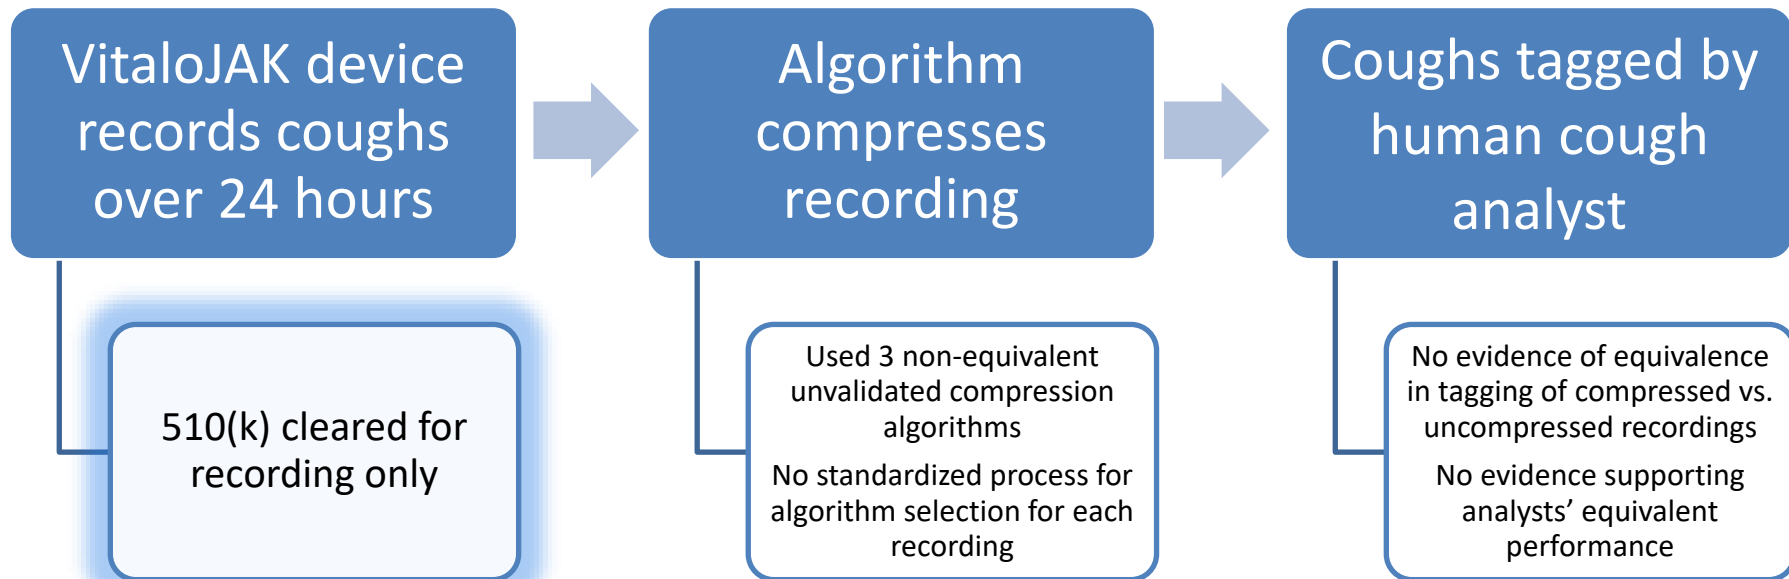 VitaloJAK device
records coughs
over 24 hours
510(k) cleared for
recording only
Algorithm
compresses
recording
Used 3 non-equivalent
unvalidated compression
algorithms
No standardized process for
algorithm selection for each
recording
Coughs tagged by
human cough
analyst
No evidence of equivalence
in tagging of compressed vs.
uncompressed recordings
No evidence supporting
analysts’ equivalent
performance